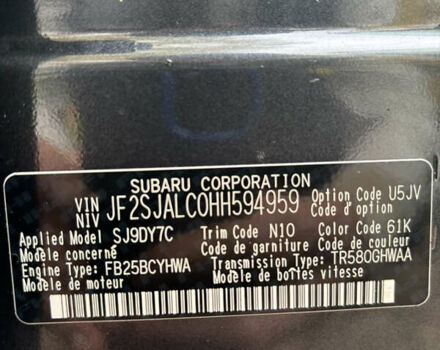 SUBARU CORPORATION
VIN NIV JF2SJALC0HH594959 Option Code U5JV
Code d'option
Applied Model SJ9DY7C Trim Code N10 Color Code 61K
Modèle concerné Code de garniture Code de couleur
Engine Type: FB25BCYHWA Transmission Type: TR580GHWAA
Modèle de moteur Modèle de boîtes vitesse